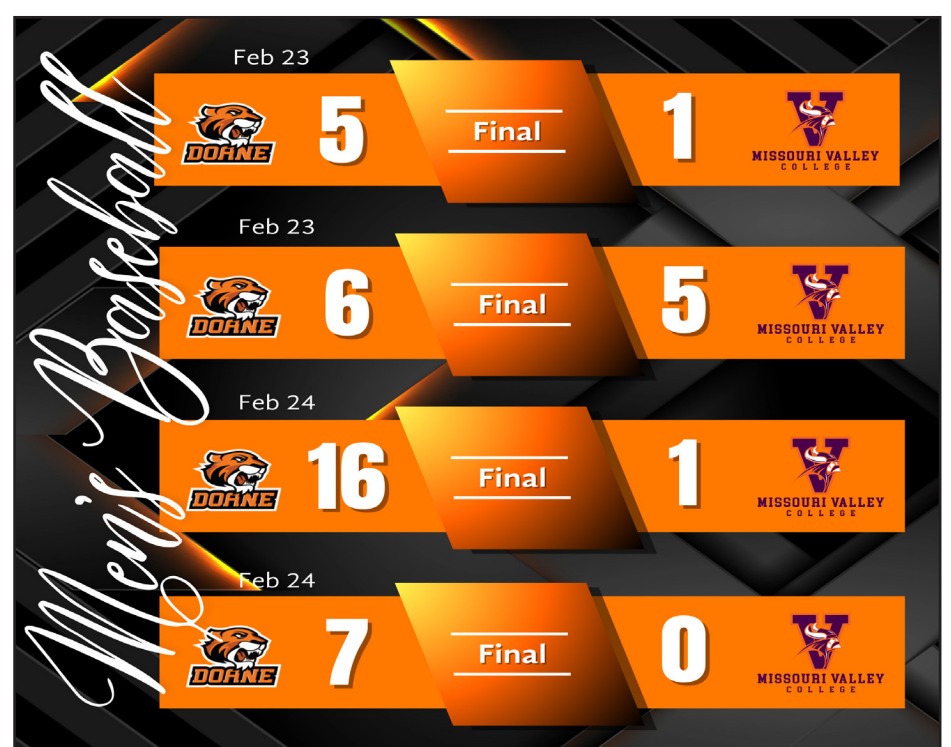 Men's Baseball
Feb 23
DOANE
5
Final
1
V
MISSOURI VALLEY
COLLEGE
Feb 23
DOANE
6
Final
5
V
MISSOURI VALLEY
COLLEGE
Feb 24
DOANE
16
Final
1
V
MISSOURI VALLEY
COLLEGE
Feb 24
DOANE
7
Final
0
V
MISSOURI VALLEY
COLLEGE